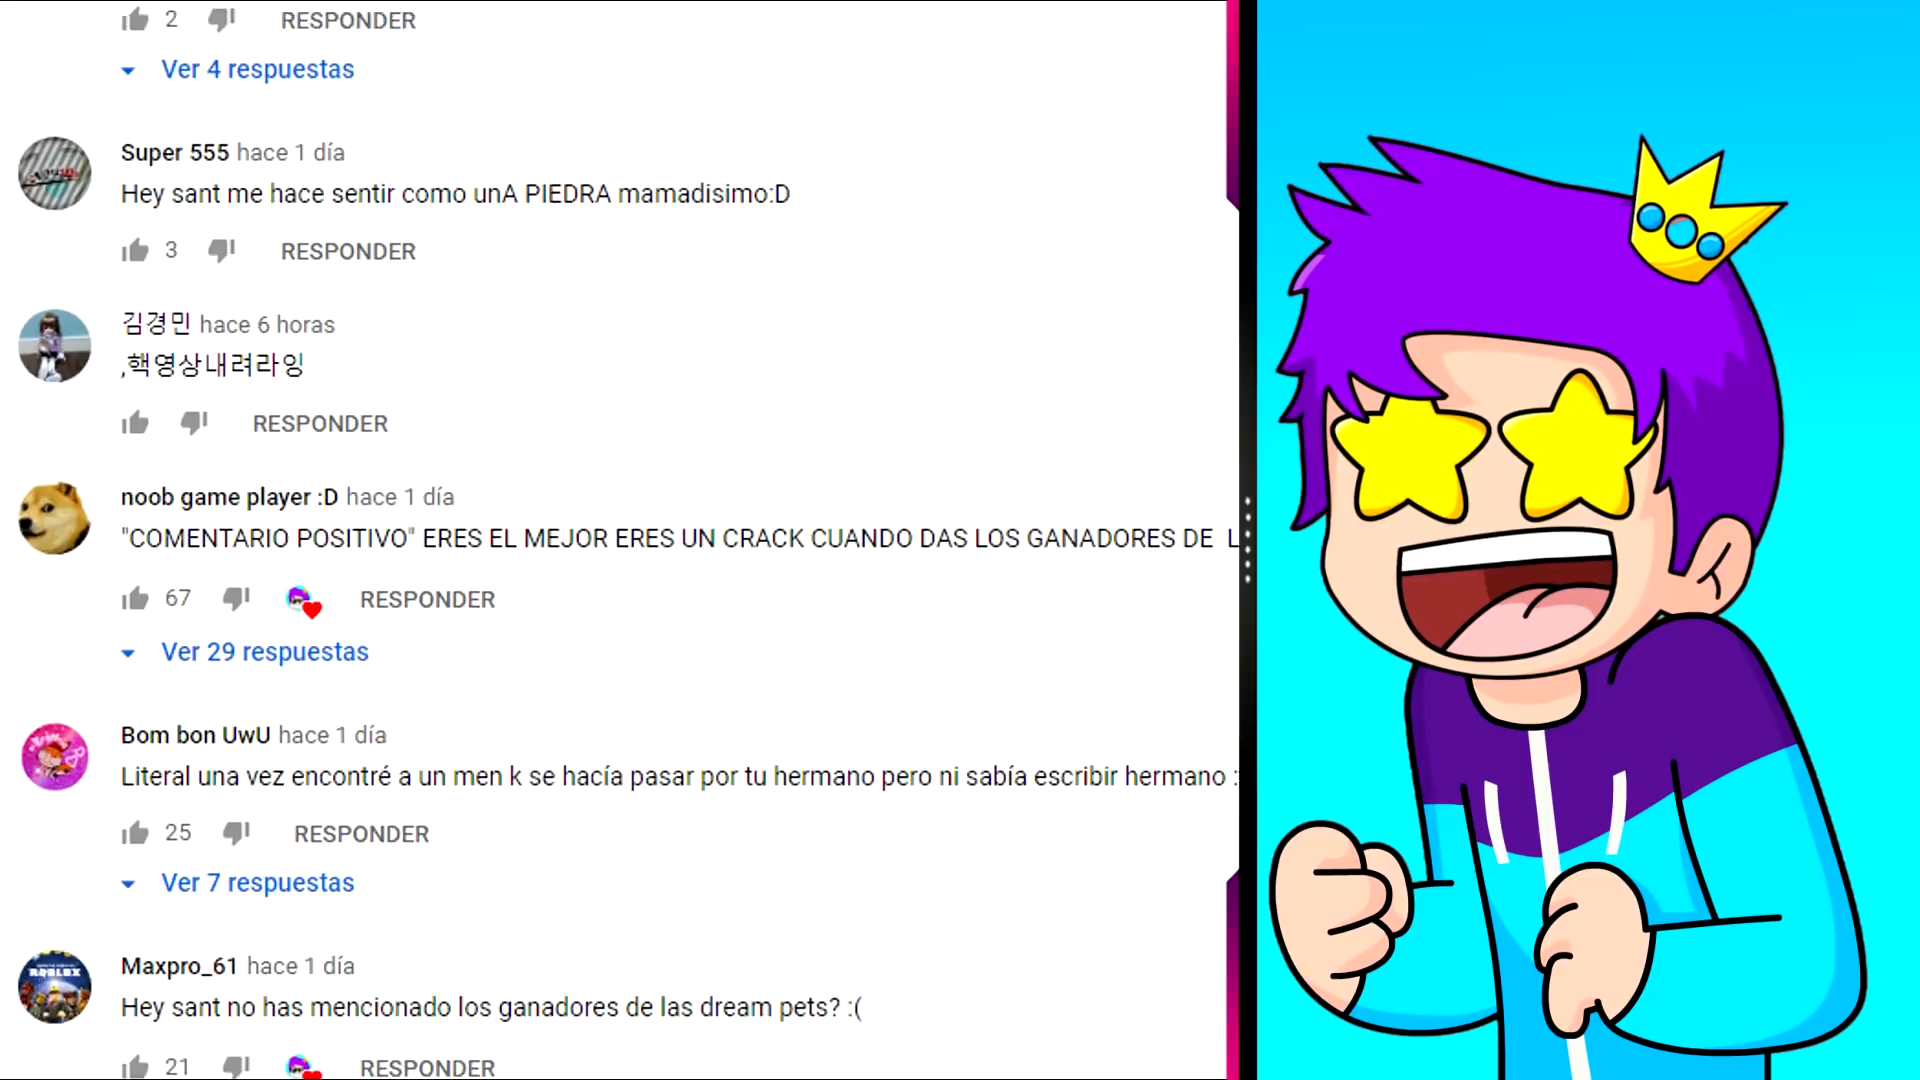 2 RESPONDER
Ver 4 respuestas
Super 555 hace 1 día
Hey sant me hace sentir como unA PIEDRA mamadisimo:D
3 RESPONDER
김경민 hace 6 horas
,핵영상내려라잉
RESPONDER
noob game player :D hace 1 día
"COMENTARIO POSITIVO" ERES EL MEJOR ERES UN CRACK CUANDO DAS LOS GANADORES DE L
67 RESPONDER
Ver 29 respuestas
Bom bon UwU hace 1 día
Literal una vez encontré a un men k se hacía pasar por tu hermano pero ni sabía escribir hermano :
25 RESPONDER
Ver 7 respuestas
ROBLOX
Maxpro_61 hace 1 día
Hey sant no has mencionado los ganadores de las dream pets? :(
21 RESPONDER